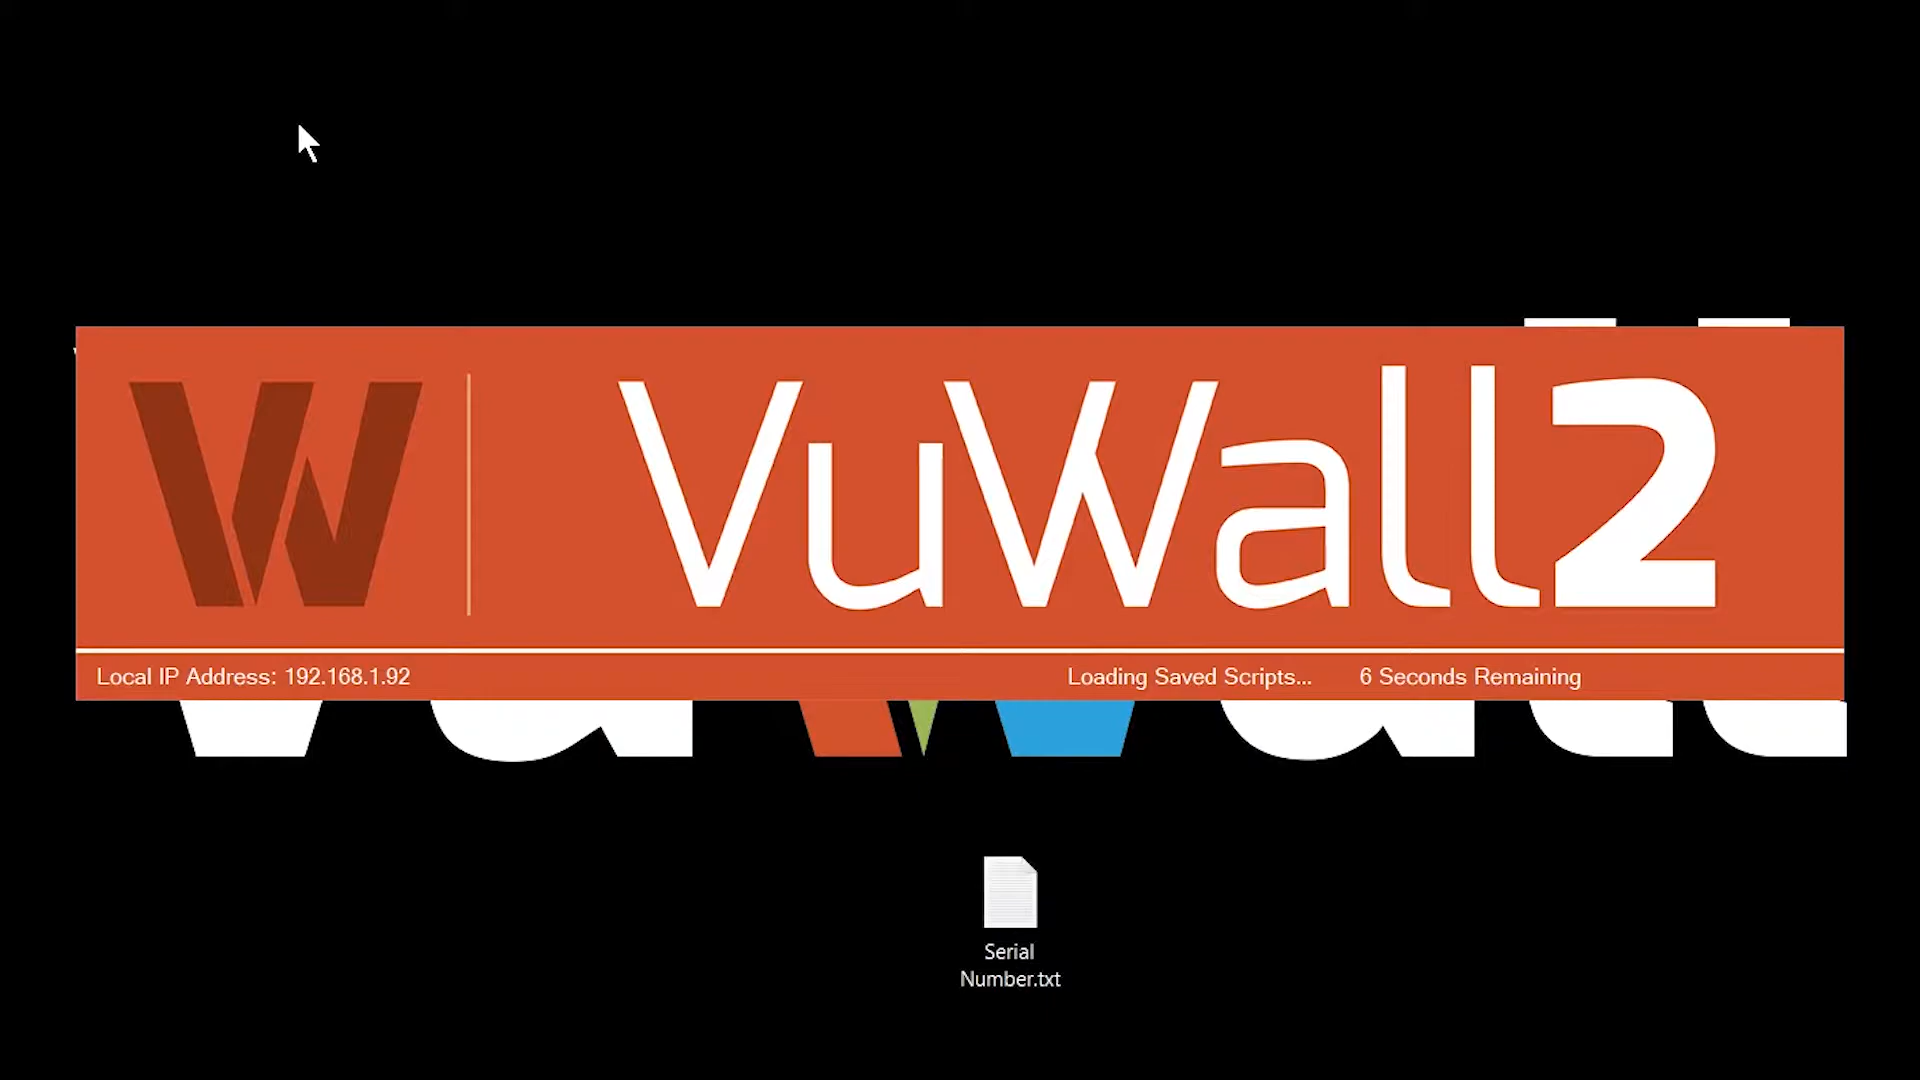 VuWall2
Local IP Address: 192.168.1.92
Loading Saved Scripts... 6 Seconds Remaining
Serial
Number.txt